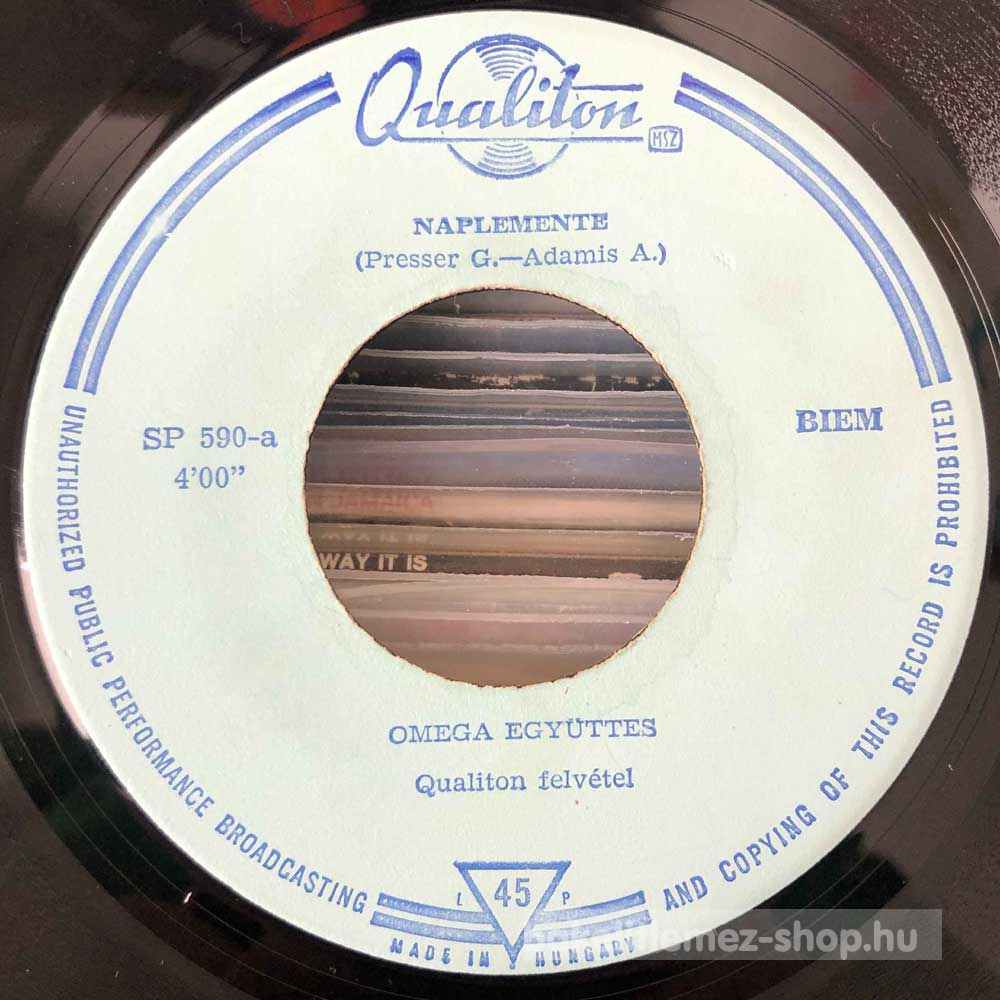 Qualiton
MSZ
NAPLEMENTE
(Presser G.—Adamis A.)
SP 590-a
4'00”
BIEM
WAY IT IS
OMEGA EGYÜTTES
Qualiton felvétel
UNAUTHORIZED PUBLIC PERFORMANCE BROADCASTING AND COPYING OF THIS RECORD IS PROHIBITED
L 45 P
MADE IN HUNGARY